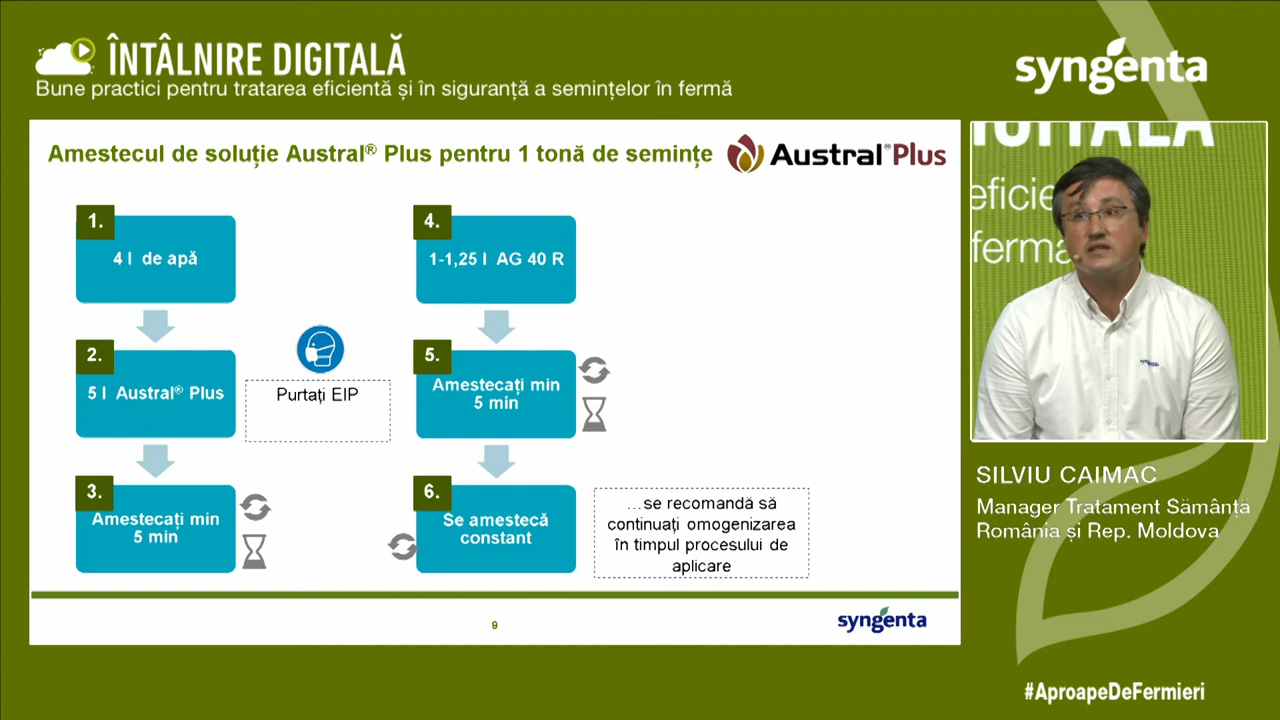 ÎNTÂLNIRE DIGITALĂ
Bune practici pentru tratarea eficientă și în siguranță a semințelor în fermă
syngenta
Amestecul de soluție Austral® Plus pentru 1 tonă de semințe
Austral®Plus
1.
4 l de apă
2.
5 l Austral® Plus
Purtați EIP
3.
Amestecați min
5 min
4.
1-1,25 l AG 40 R
5.
Amestecați min
5 min
6.
Se amestecă
constant
…se recomandă să
continuați omogenizarea
în timpul procesului de
aplicare
9
syngenta
eficie
fermă
syngenta
SILVIU CAIMAC
Manager Tratament Sămânță
România și Rep. Moldova
#AproapeDeFermieri